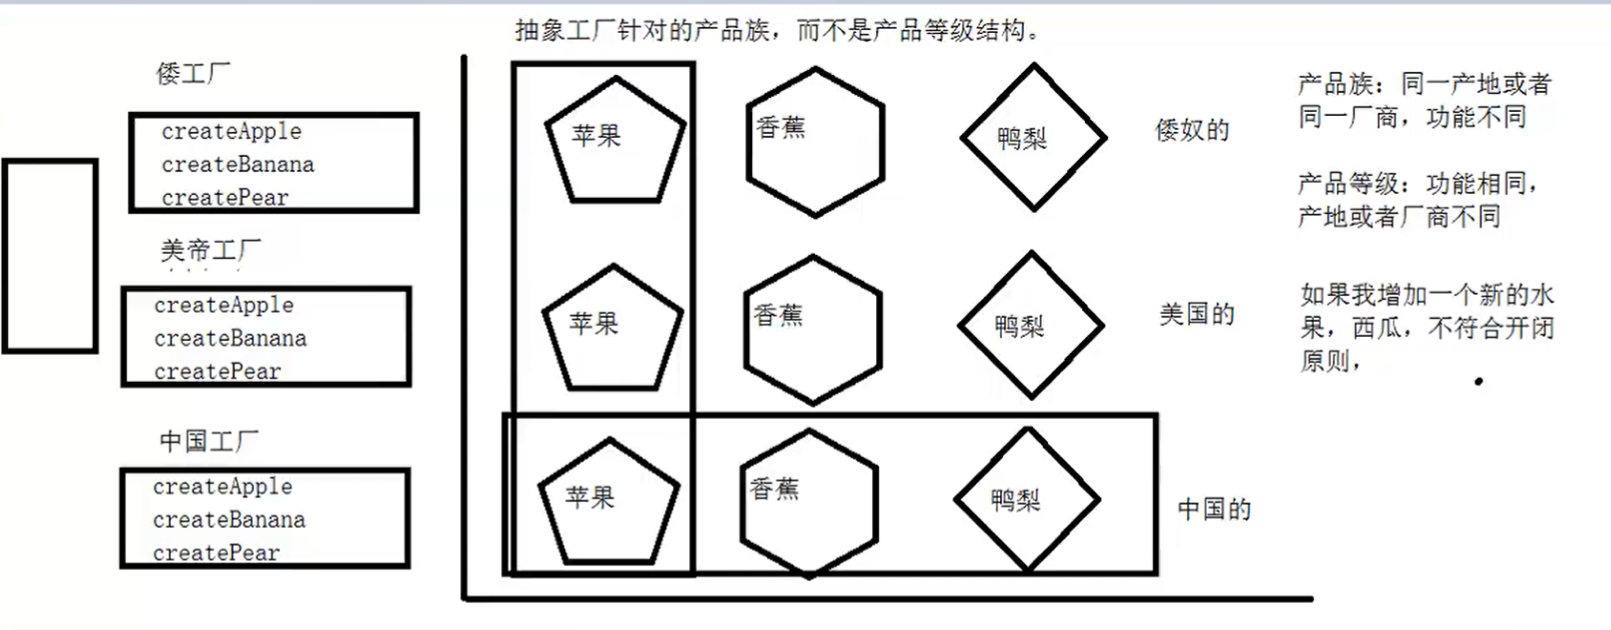 抽象工厂针对的产品族，而不是产品等级结构。
倭工厂
createApple
createBanana
createPear
美帝工厂
createApple
createBanana
createPear
中国工厂
createApple
createBanana
createPear
苹果
香蕉
鸭梨
倭奴的
苹果
香蕉
鸭梨
美国的
苹果
香蕉
鸭梨
中国的
产品族：同一产地或者
同一厂商，功能不同
产品等级：功能相同，
产地或者厂商不同
如果我增加一个新的水
果，西瓜，不符合开闭
原则，